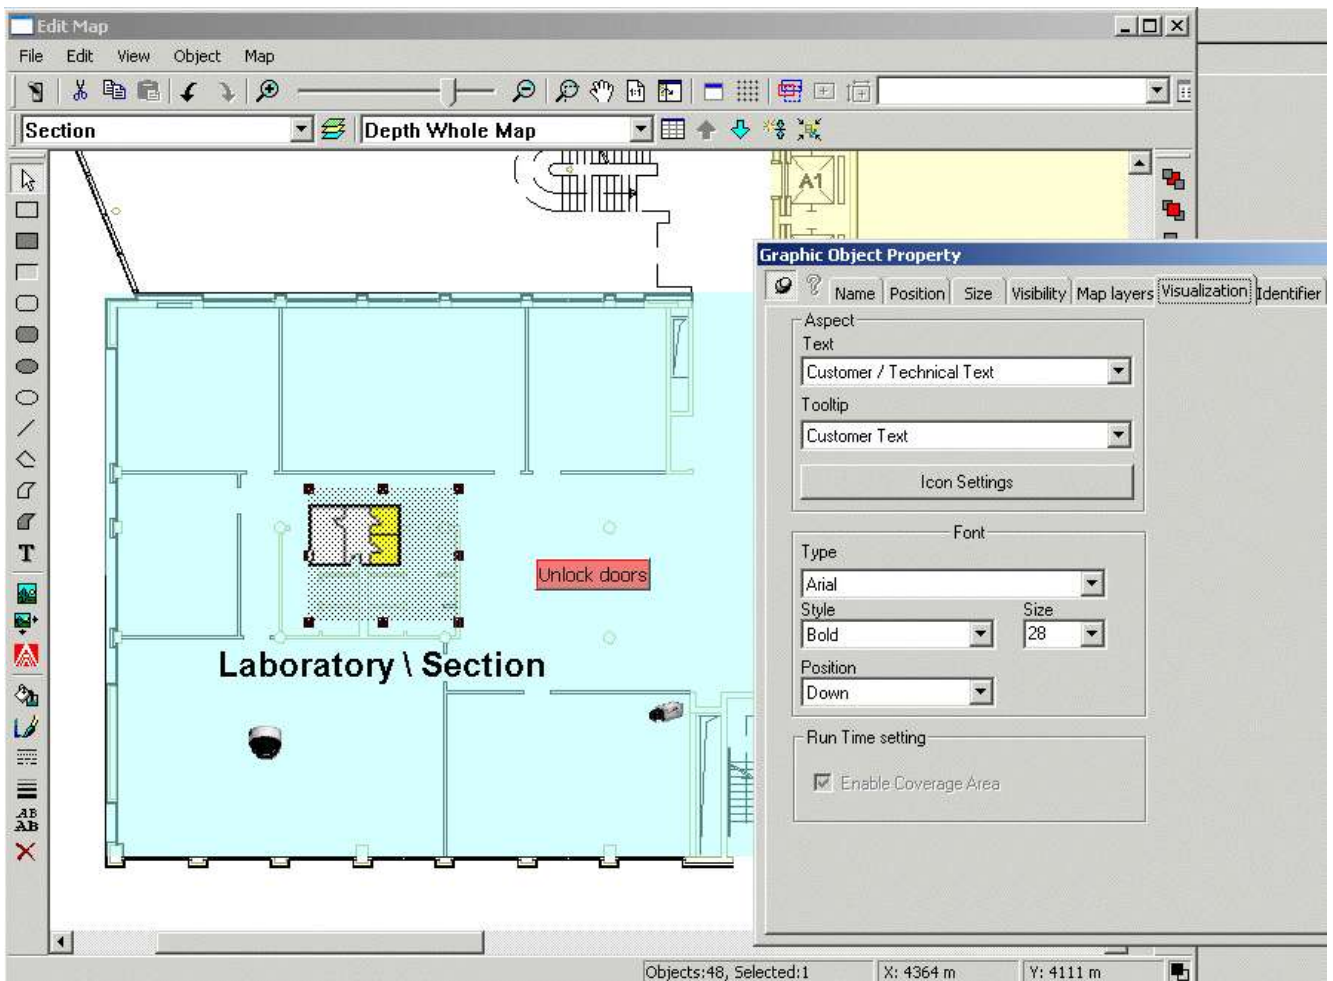 Edit Map
File Edit View Object Map
1:1
Section Depth Whole Map
A1
Graphic Object Property
Name Position Size Visibility Map layers Visualization Identifier
Aspect
Text
Customer / Technical Text
Tooltip
Customer Text
Icon Settings
Font
Type
Arial
Style Size
Bold 28
Position
Down
Run Time setting
Enable Coverage Area
Unlock doors
Laboratory \ Section
T
AB
AB
Objects:48, Selected:1 X: 4364 m Y: 4111 m